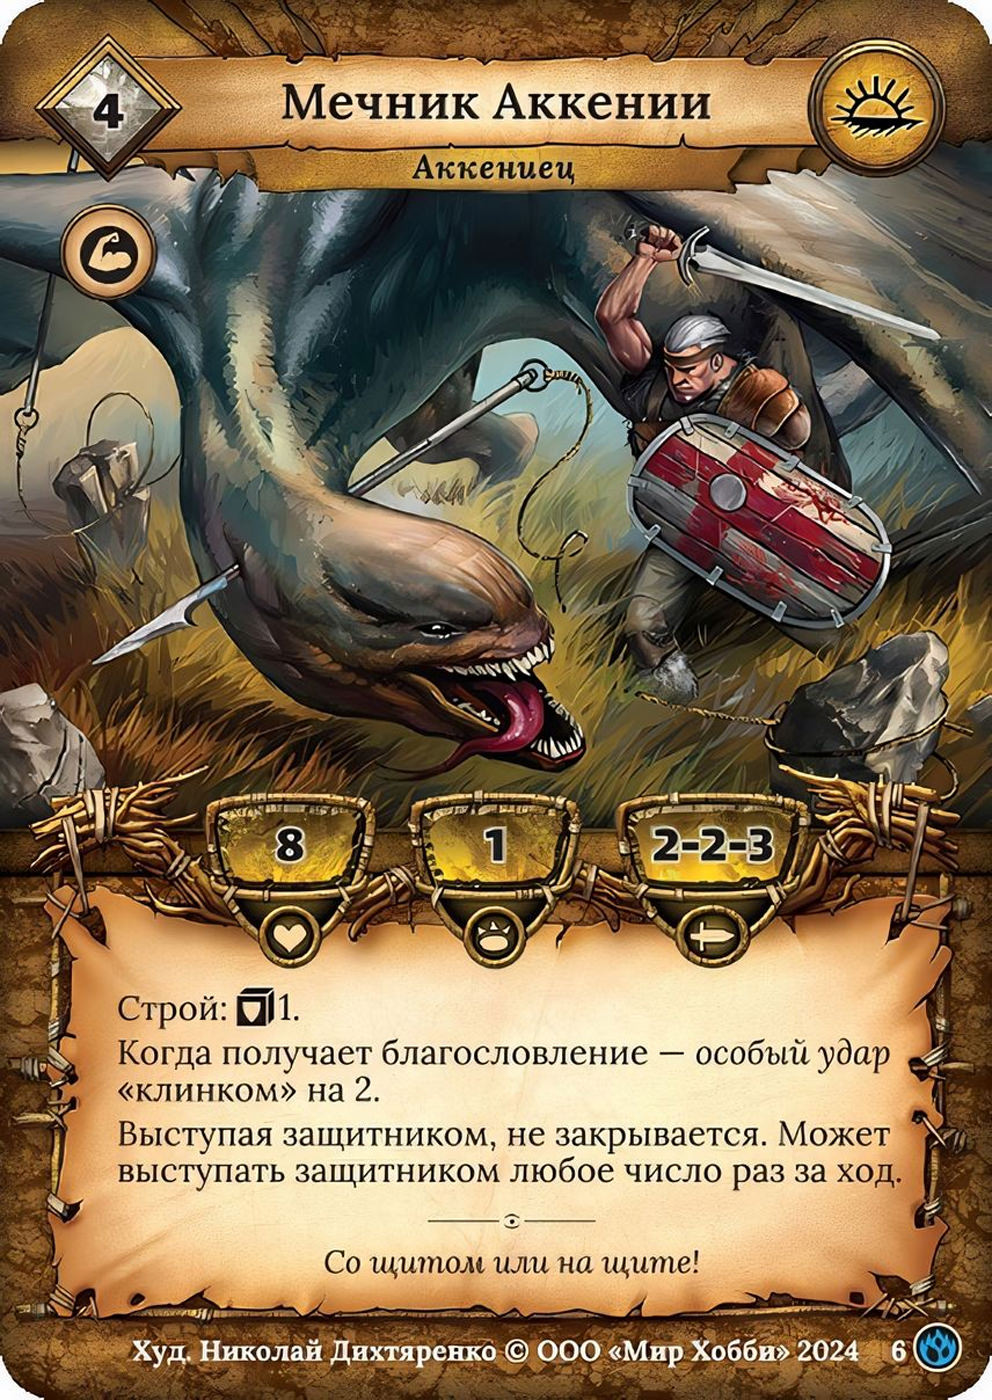 4
Мечник Аккении
Аккениец
8 1 2-2-3
Строй: 1.
Когда получает благословление — особый удар
«клинком» на 2.
Выступая защитником, не закрывается. Может
выступать защитником любое число раз за ход.
Со щитом или на щите!
Худ. Николай Дихтяренко © ООО «Мир Хобби» 2024 6